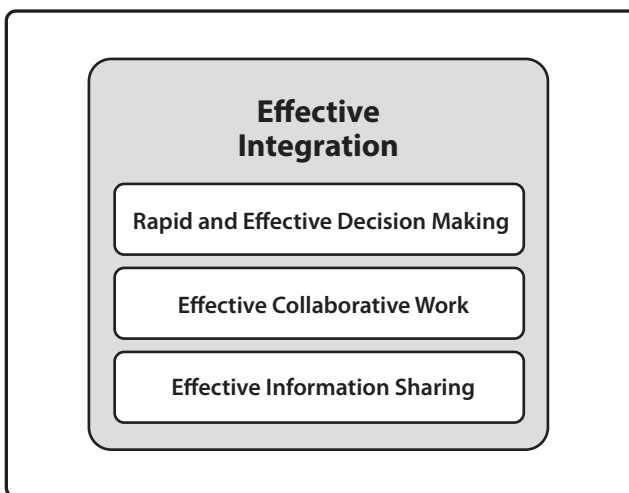 Effective
Integration
Rapid and Effective Decision Making
Effective Collaborative Work
Effective Information Sharing